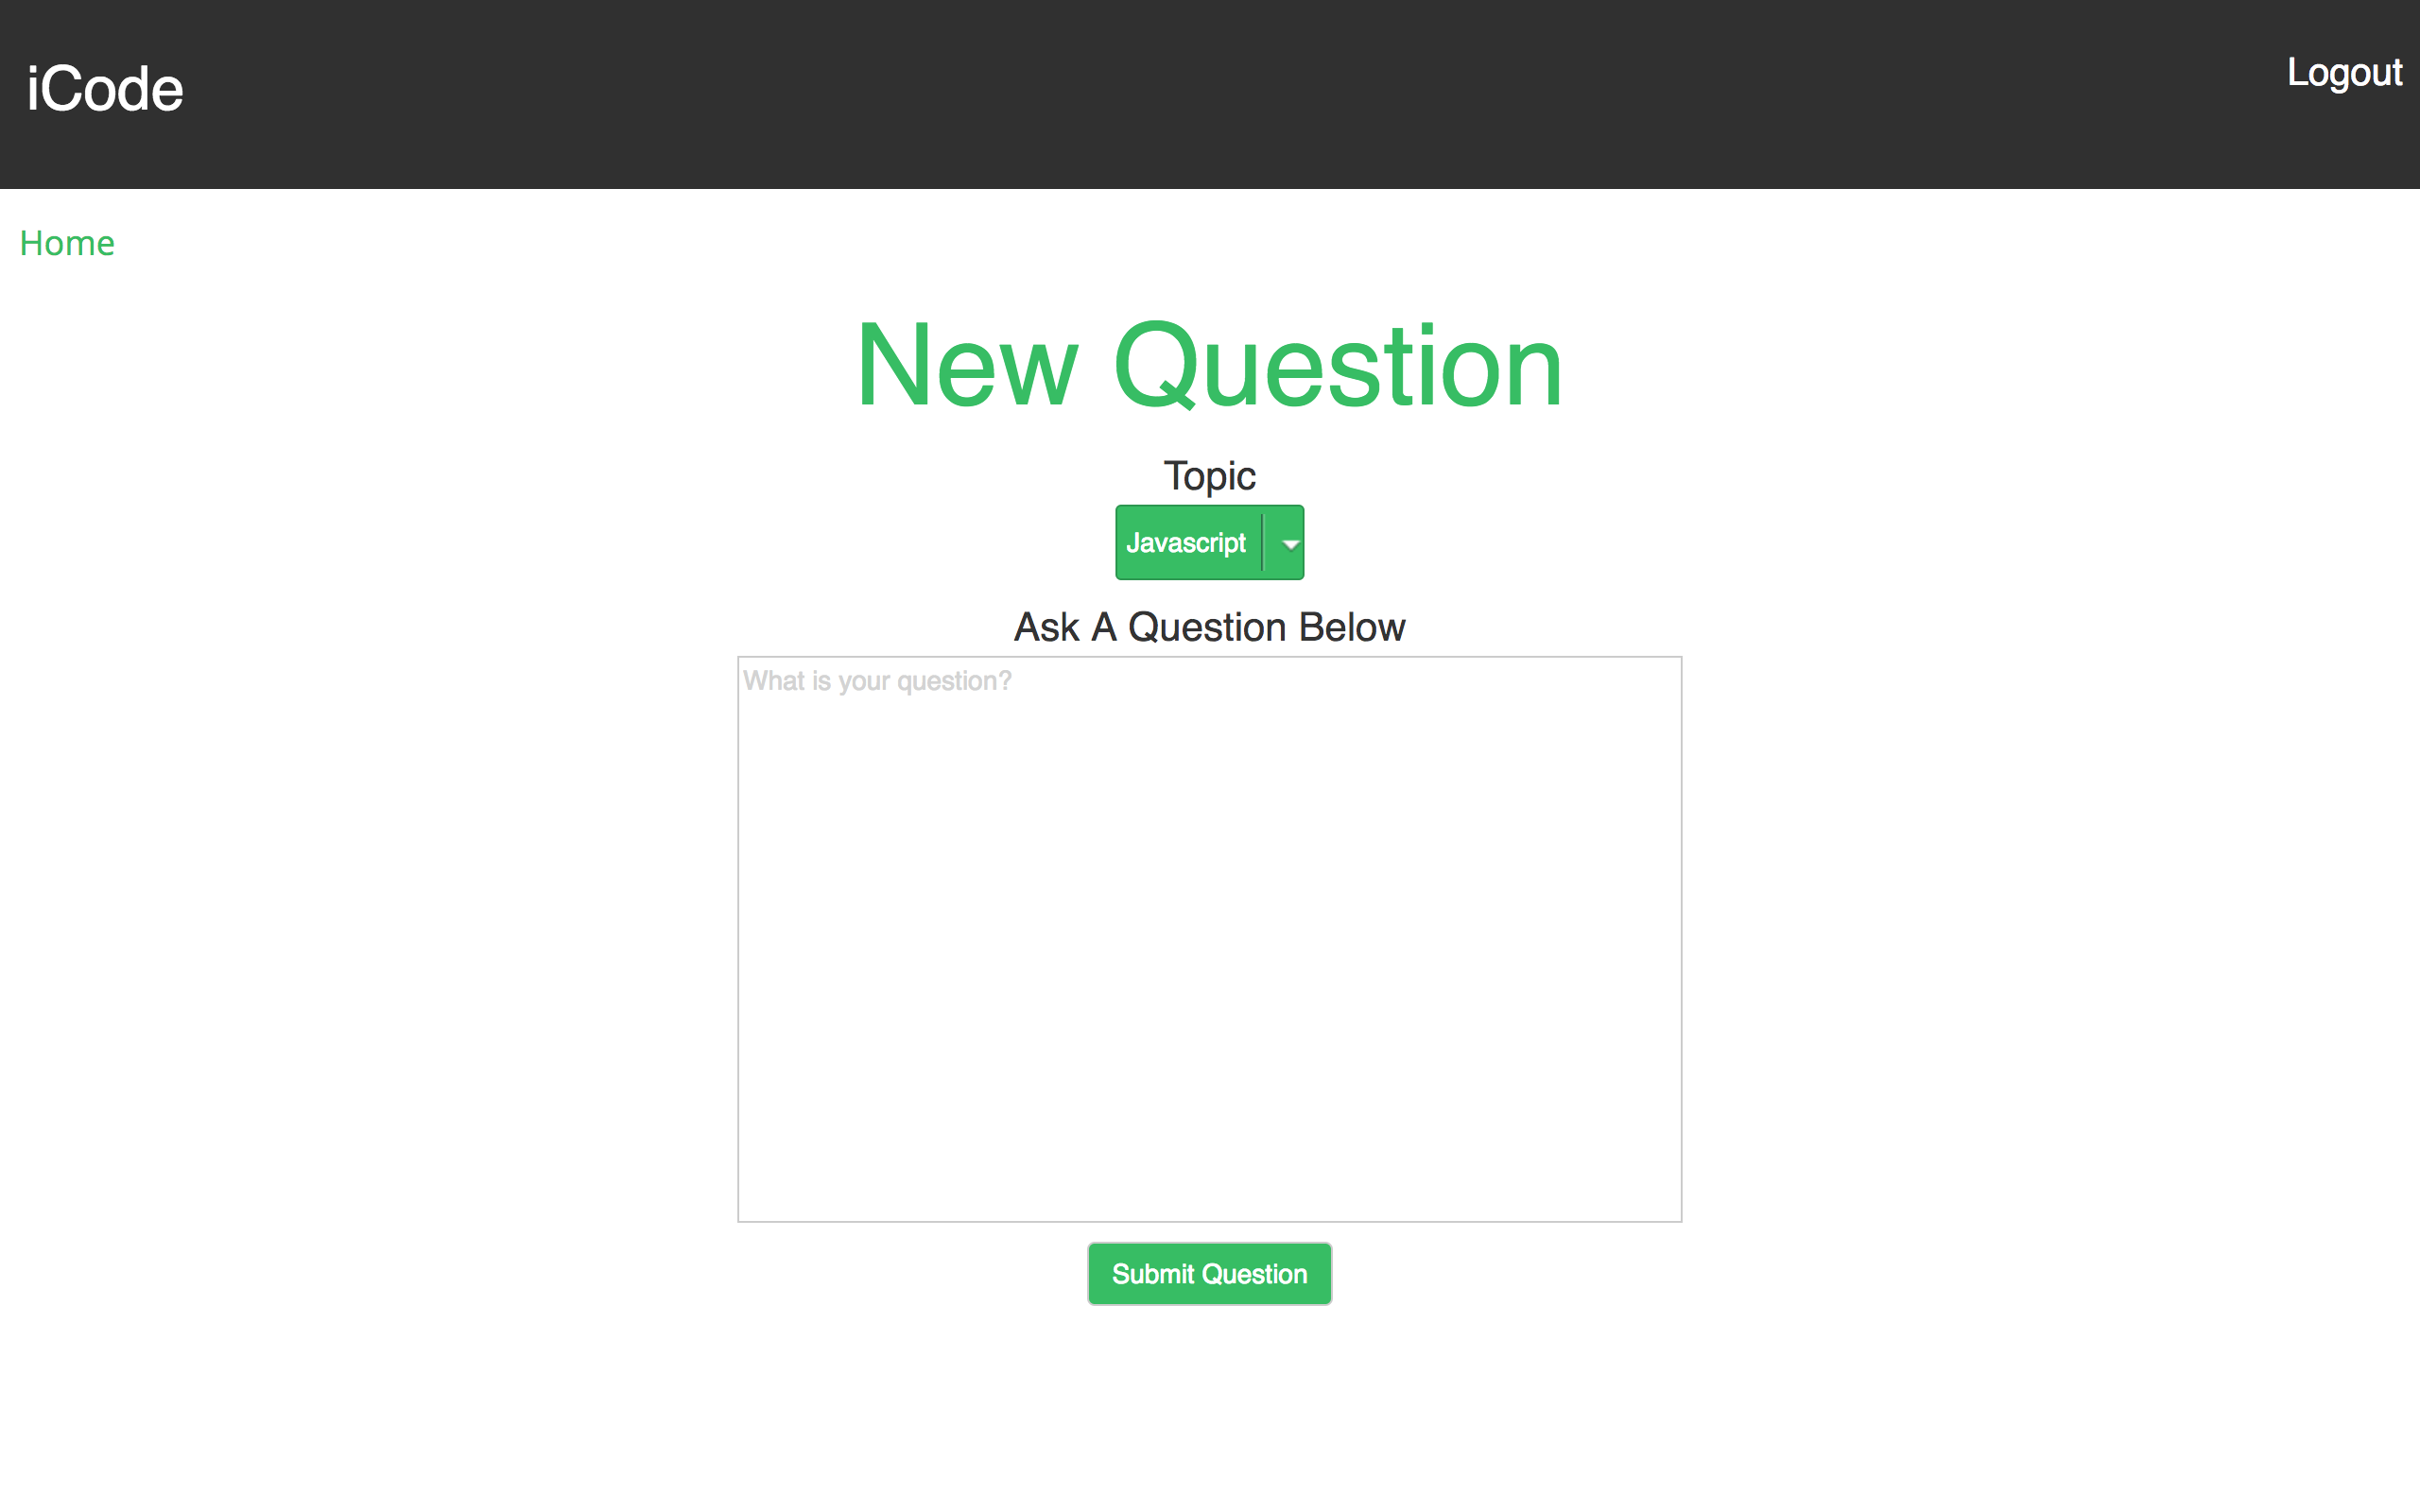 iCode
Logout
Home
New Question
Topic
Javascript
Ask A Question Below
What is your question?
Submit Question